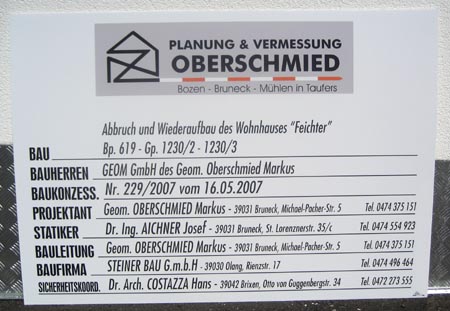 PLANUNG & VERMESSUNG
OBERSCHMIED
Bozen - Bruneck - Mühlen in Taufers
Abbruch und Wiederaufbau des Wohnhauses "Feichter"
BAU Bp. 619 - Gp. 1230/2 - 1230/3
BAUHERREN GEOM GmbH des Geom. Oberschmied Markus
BAUKONZESS. Nr. 229/2007 vom 16.05.2007
PROJEKTANT Geom. OBERSCHMIED Markus - 39031 Bruneck, Michael-Pacher-Str. 5 Tel. 0474 375 151
STATIKER Dr. Ing. AICHNER Josef - 39031 Bruneck, St. Lorenznerstr. 35/c Tel. 0474 554 923
BAULEITUNG Geom. OBERSCHMIED Markus - 39031 Bruneck, Michael-Pacher-Str. 5 Tel. 0474 375 151
BAUFIRMA STEINER BAU G.m.b.H - 39030 Olang, Rienzstr. 17 Tel. 0474 496 464
SICHERHEITSKOORD. Dr. Arch. COSTAZZA Hans - 39042 Brixen, Otto von Guggenbergstr. 34 Tel. 0472 273 555